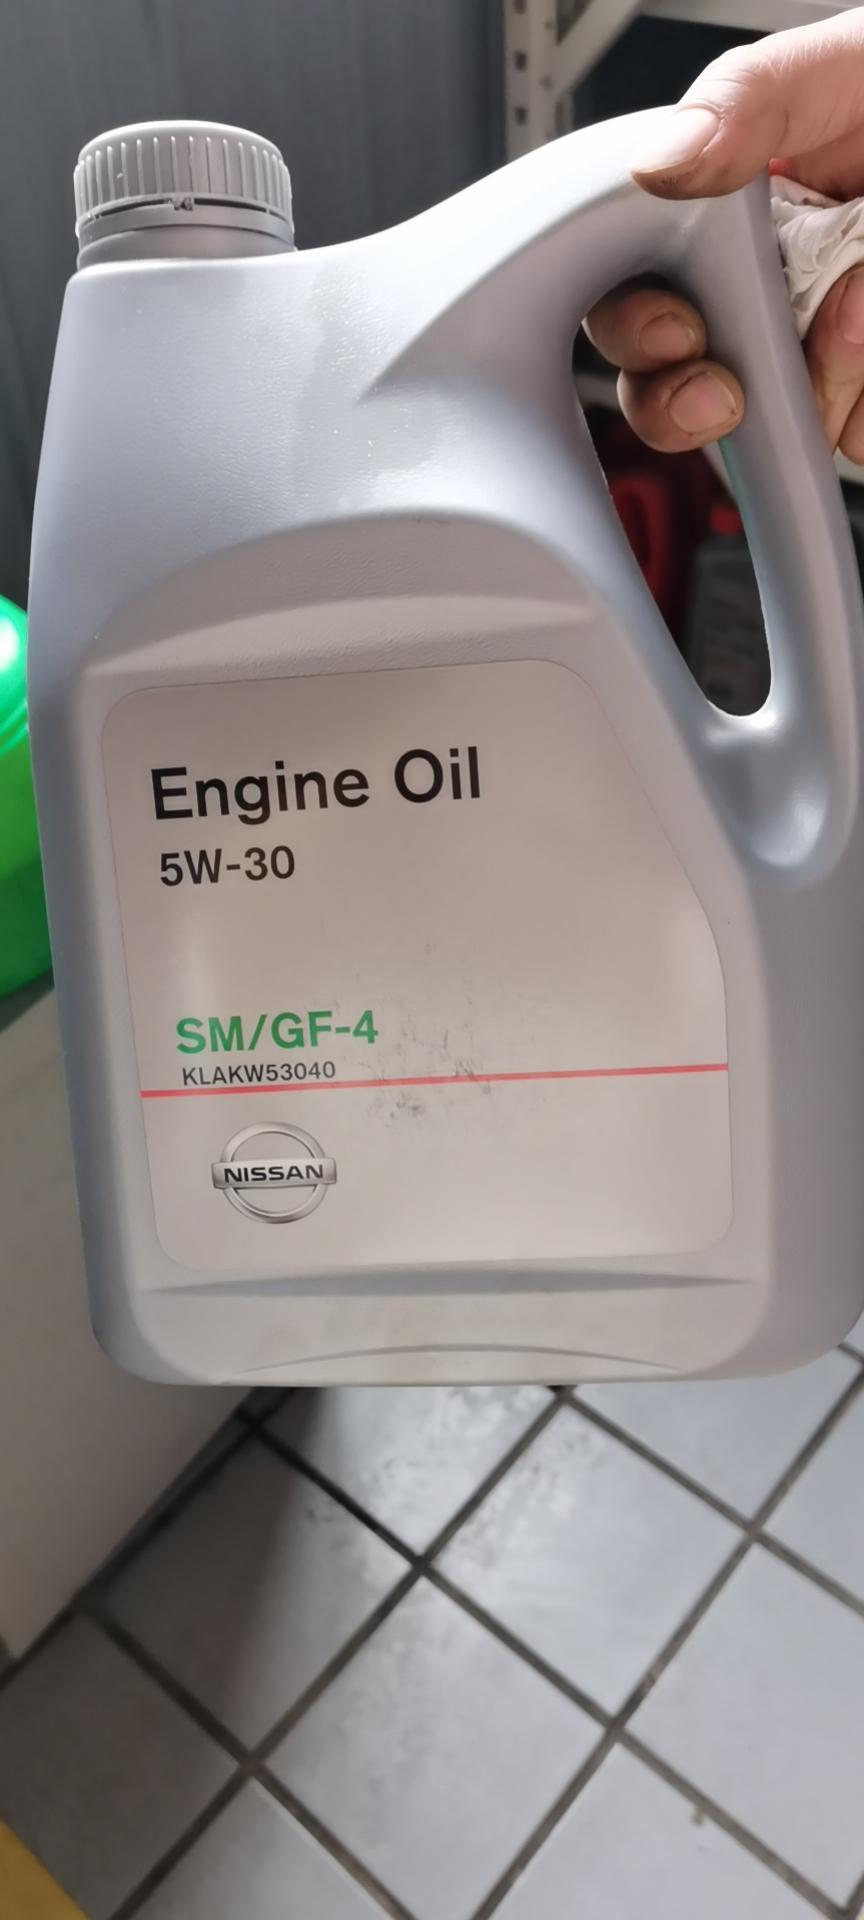 Engine Oil
5W-30
SM/GF-4
KLAKW53040
NISSAN